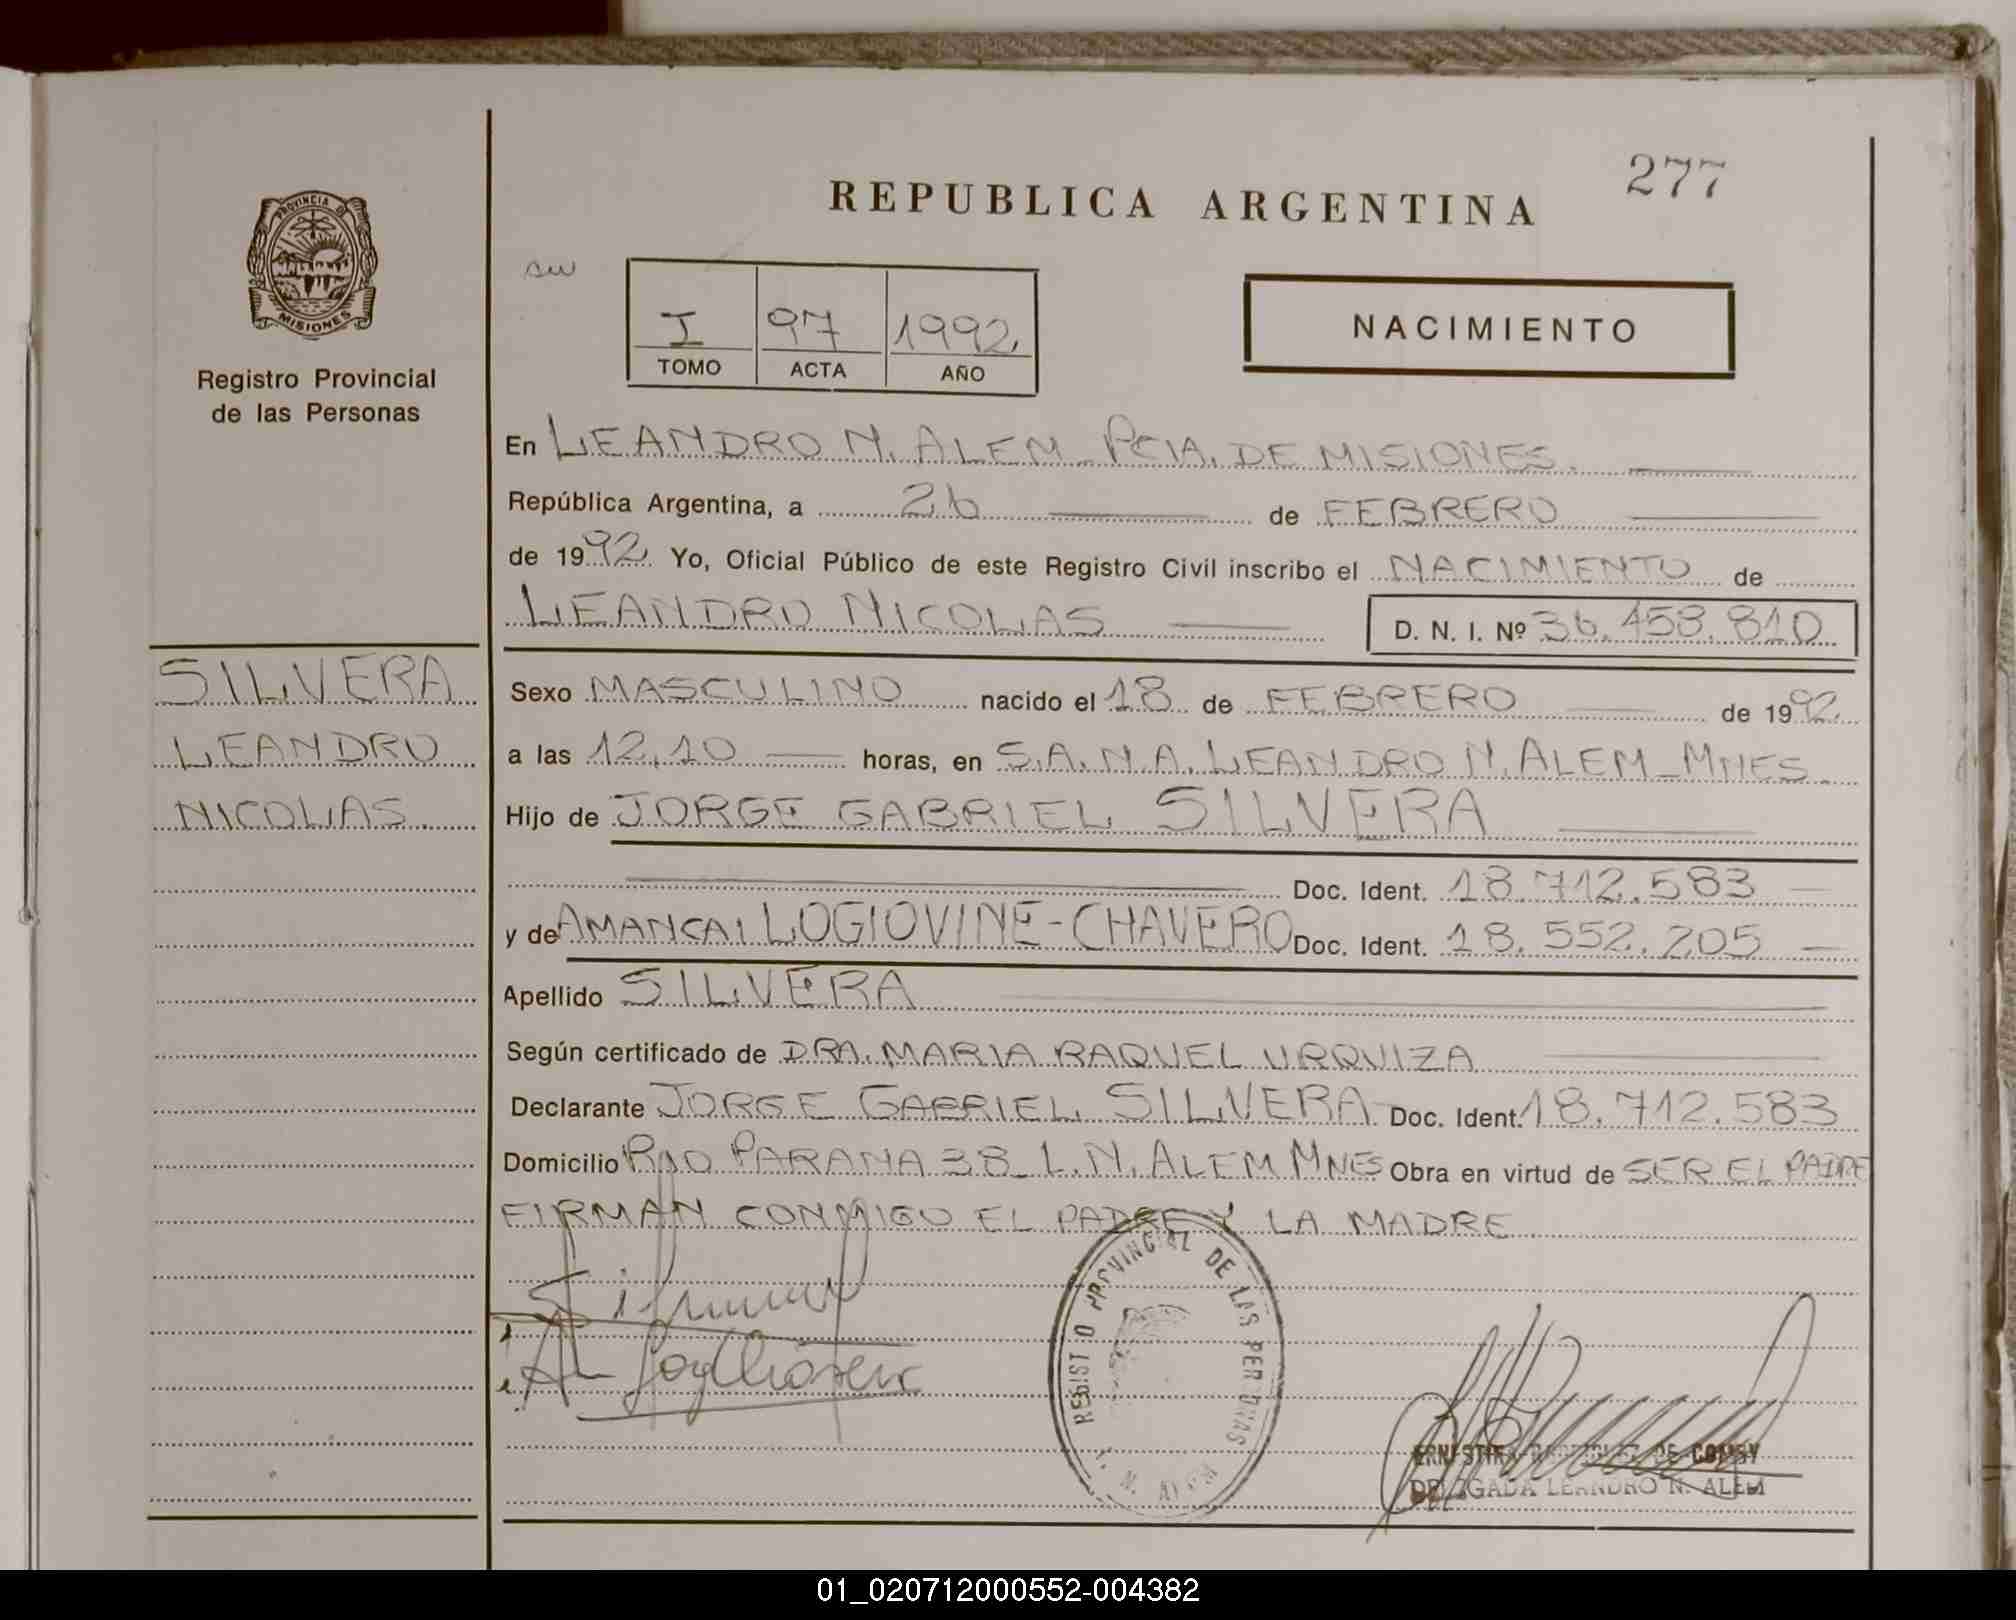 277
REPUBLICA ARGENTINA
PROVINCIA DE
MISIONES
Registro Provincial
de las Personas
I 97 1992
TOMO ACTA AÑO
NACIMIENTO
En LEANDRO N. ALEM - PCIA. DE MISIONES.
República Argentina, a 26 de FEBRERO
de 1992 Yo, Oficial Público de este Registro Civil inscribo el NACIMIENTO de
LEANDRO NICOLAS D. N. I. Nº 36.458.810
SILVERA
LEANDRO
NICOLAS.
Sexo MASCULINO nacido el 18 de FEBRERO de 1992
a las 12,10 horas, en S.A.N.A. LEANDRO N. ALEM - MNES
Hijo de JORGE GABRIEL SILVERA
Doc. Ident. 18.712.583
y de AMANCAI LOGIOVINE-CHAVERO Doc. Ident. 18.552.205
Apellido SILVERA
Según certificado de DRA. MARIA RAQUEL URQUIZA
Declarante JORGE GABRIEL SILVERA Doc. Ident. 18.712.583
Domicilio RIO PARANA 38 - L.N. ALEM MNES Obra en virtud de SER EL PADRE
FIRMAN CONMIGO EL PADRE Y LA MADRE
REGISTRO PROVINCIAL DE LAS PERSONAS
L. N. ALEM
DE
DELEGADA LEANDRO N. ALEM
01_020712000552-004382